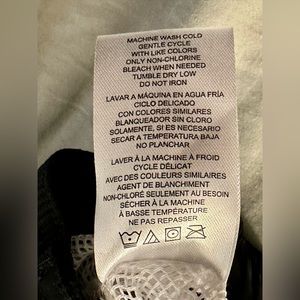 MACHINE WASH COLD
GENTLE CYCLE
WITH LIKE COLORS
ONLY NON-CHLORINE
BLEACH WHEN NEEDED
TUMBLE DRY LOW
DO NOT IRON
LAVAR A MÁQUINA EN AGUA FRÍA
CICLO DELICADO
CON COLORES SIMILARES
BLANQUEADOR SIN CLORO
SOLAMENTE, SI ES NECESARIO
SECAR A TEMPERATURA BAJA
NO PLANCHAR
LAVER À LA MACHINE À FROID
CYCLE DÉLICAT
AVEC DES COULEURS SIMILAIRES
AGENT DE BLANCHIMENT
NON-CHLORÉ SEULEMENT AU BESOIN
SÉCHER À LA MACHINE
À BASSE TEMPÉRATURE
NE PAS REPASSER